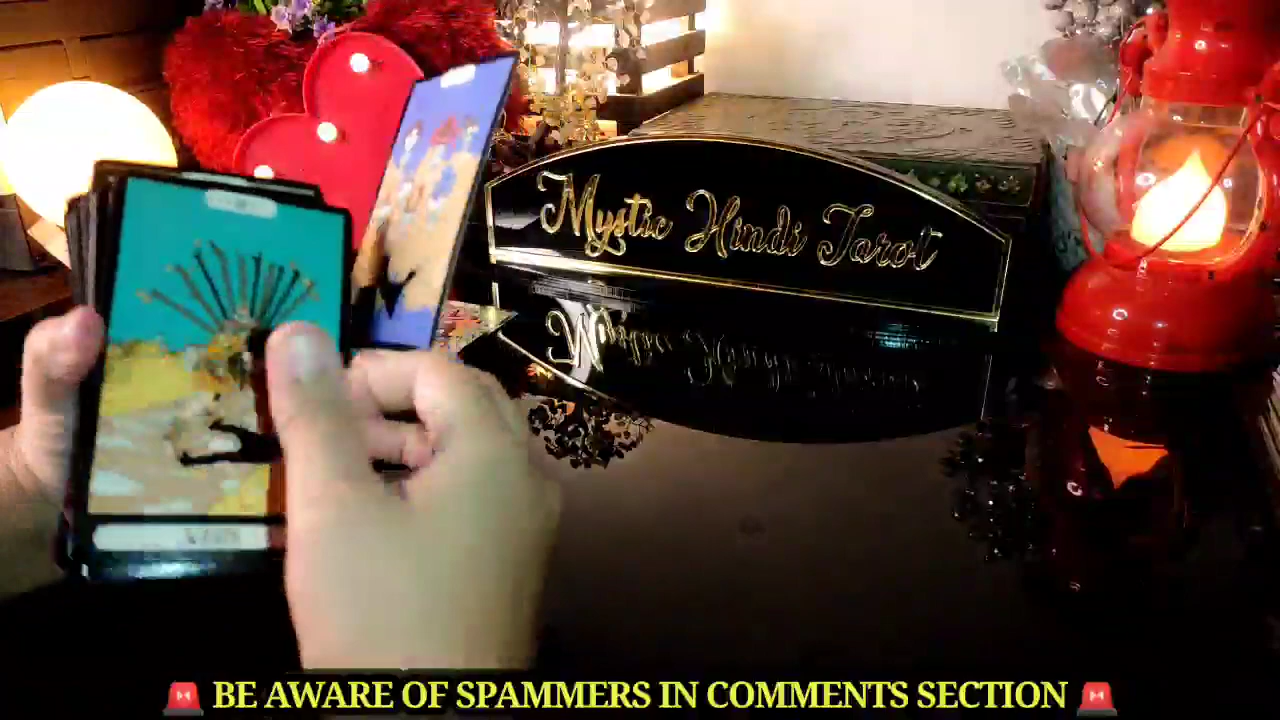 Mystic Hindi Tarot
🚨 BE AWARE OF SPAMMERS IN COMMENTS SECTION 🚨